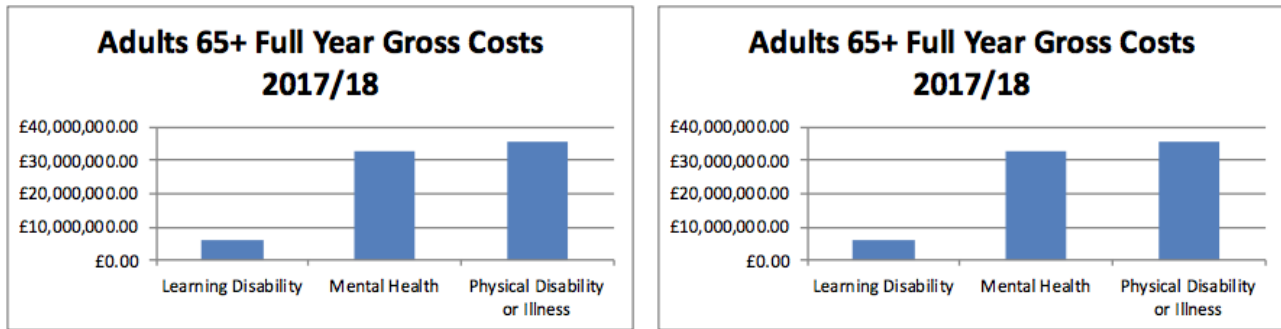 Adults 65+ Full Year Gross Costs
2017/18
£40,000,000.00
£30,000,000.00
£20,000,000.00
£10,000,000.00
£0.00
Learning Disability Mental Health Physical Disability
or Illness
Adults 65+ Full Year Gross Costs
2017/18
£40,000,000.00
£30,000,000.00
£20,000,000.00
£10,000,000.00
£0.00
Learning Disability Mental Health Physical Disability
or Illness